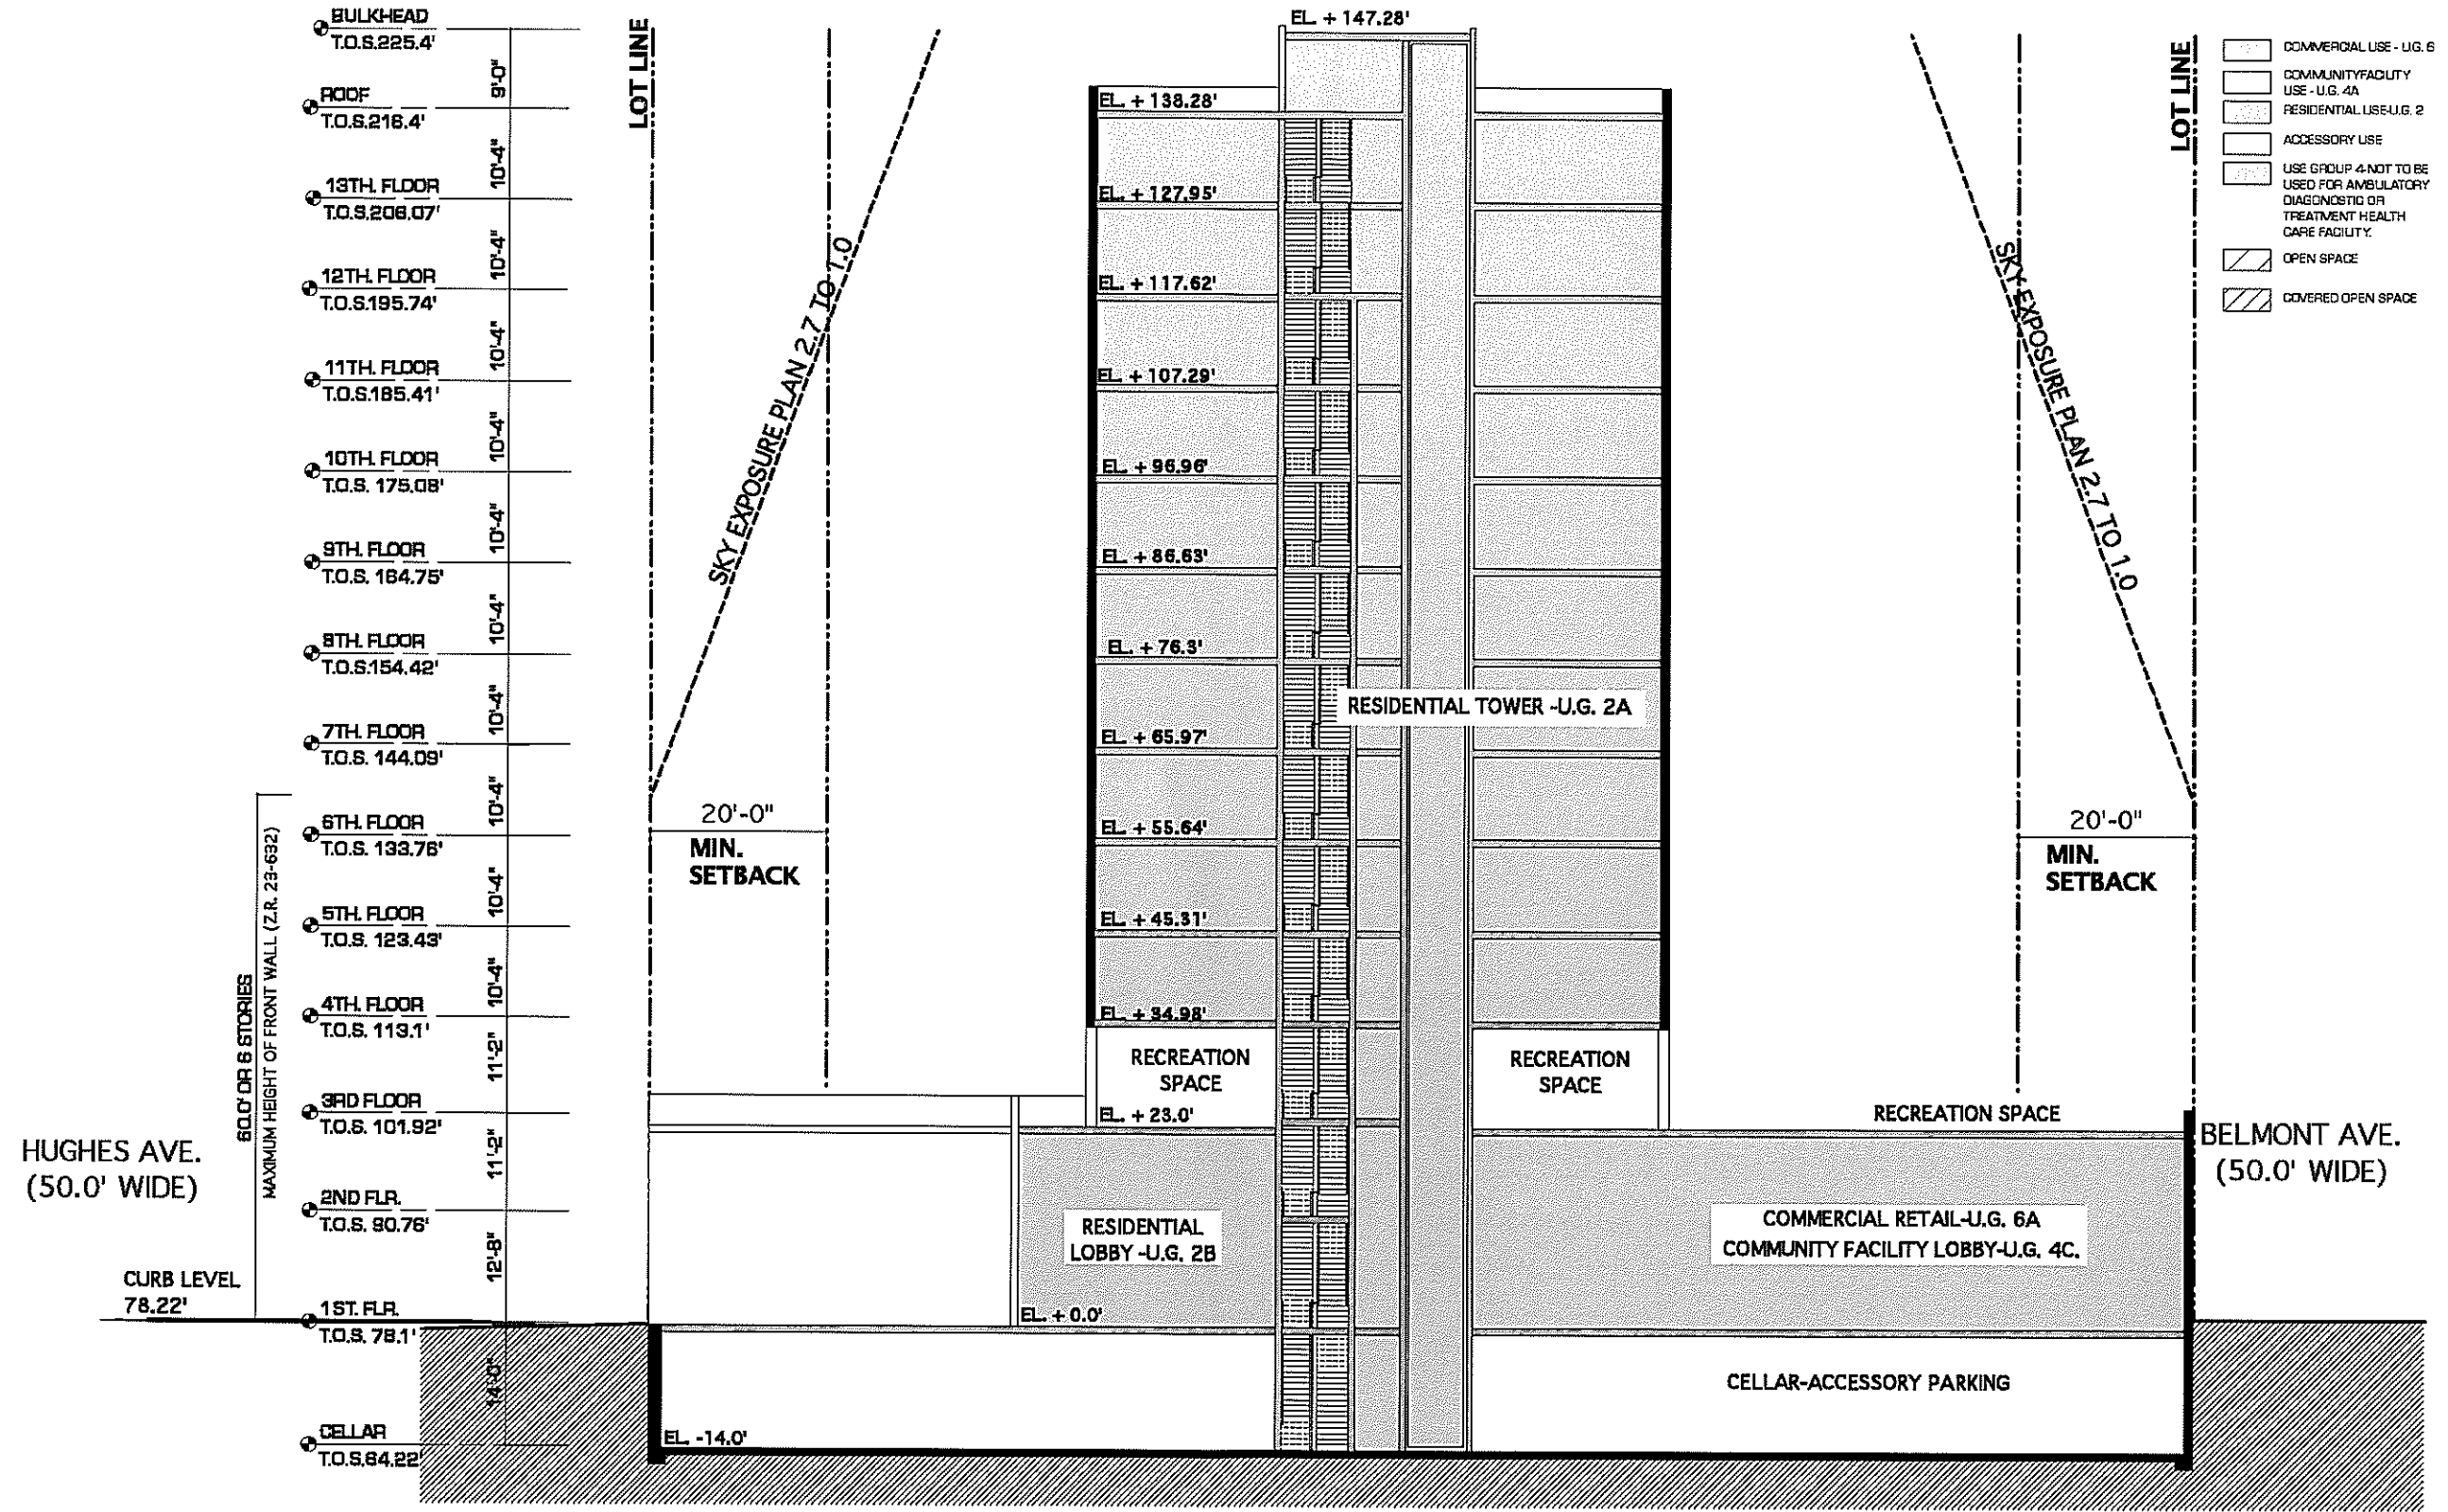 BULKHEAD
T.O.S.225.4'
9'-0"
ROOF
T.O.S.216.4'
10'-4"
13TH. FLOOR
T.O.S.206.07'
10'-4"
12TH. FLOOR
T.O.S.195.74'
10'-4"
11TH. FLOOR
T.O.S.185.41'
10'-4"
10TH. FLOOR
T.O.S. 175.08'
10'-4"
9TH. FLOOR
T.O.S. 164.75'
10'-4"
8TH. FLOOR
T.O.S.154.42'
10'-4"
7TH. FLOOR
T.O.S. 144.09'
10'-4"
6TH. FLOOR
T.O.S. 133.76'
10'-4"
5TH. FLOOR
T.O.S. 123.43'
10'-4"
4TH. FLOOR
T.O.S. 113.1'
11'-2"
3RD FLOOR
T.O.S. 101.92'
11'-2"
2ND FLR.
T.O.S. 90.76'
12'-8"
1ST. FLR.
T.O.S. 78.1'
14'-0"
CELLAR
T.O.S.64.22'
60.0' OR 6 STORIES
MAXIMUM HEIGHT OF FRONT WALL (Z.R. 23-632)
HUGHES AVE.
(50.0' WIDE)
CURB LEVEL
78.22'
LOT LINE
SKY EXPOSURE PLAN 2.7 TO 1.0
20'-0"
MIN.
SETBACK
EL. + 147.28'
EL. + 138.28'
EL. + 127.95'
EL. + 117.62'
EL. + 107.29'
EL. + 96.96'
EL. + 86.63'
EL. + 76.3'
RESIDENTIAL TOWER -U.G. 2A
EL. + 65.97'
EL. + 55.64'
EL. + 45.31'
EL. + 34.98'
RECREATION
SPACE
EL. + 23.0'
RECREATION
SPACE
RECREATION SPACE
RESIDENTIAL
LOBBY -U.G. 2B
COMMERCIAL RETAIL-U.G. 6A
COMMUNITY FACILITY LOBBY-U.G. 4C.
EL. + 0.0'
CELLAR-ACCESSORY PARKING
EL. -14.0'
SKY EXPOSURE PLAN 2.7 TO 1.0
20'-0"
MIN.
SETBACK
LOT LINE
BELMONT AVE.
(50.0' WIDE)
COMMERCIAL USE - U.G. 6
COMMUNITYFACILITY
USE - U.G. 4A
RESIDENTIAL USE-U.G. 2
ACCESSORY USE
USE GROUP 4-NOT TO BE
USED FOR AMBULATORY
DIAGONOSTIC OR
TREATMENT HEALTH
CARE FACILITY.
OPEN SPACE
COVERED OPEN SPACE